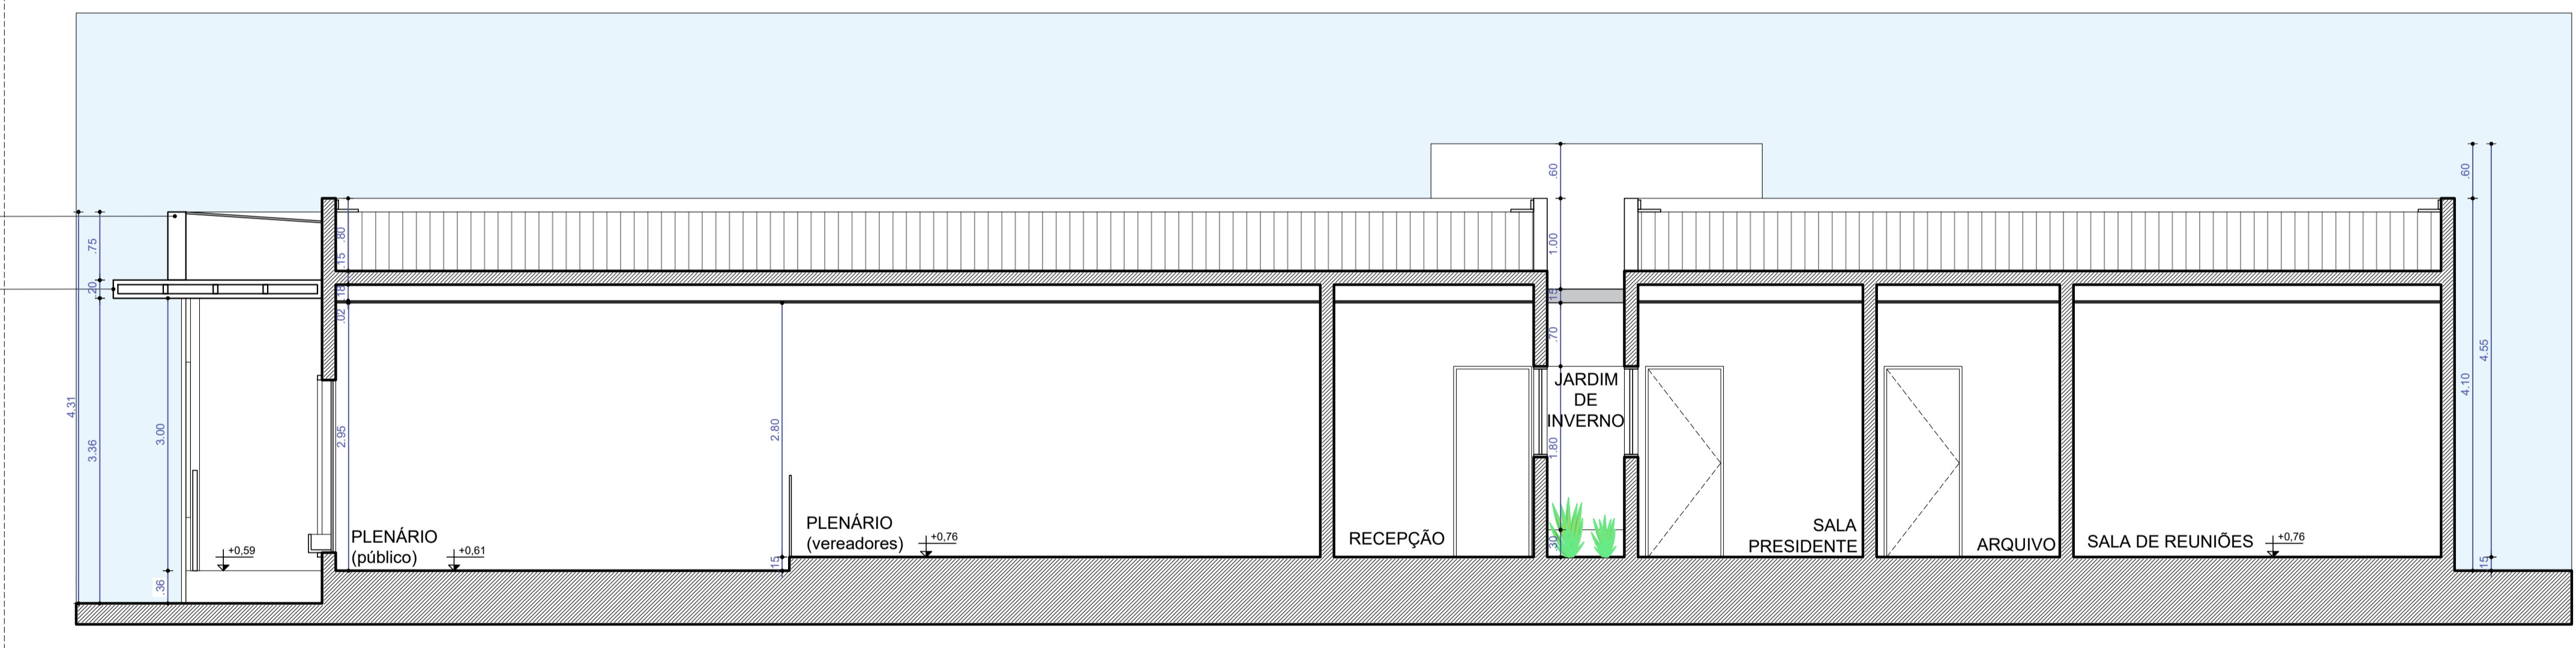 .60
.60
.75
.80
1.00
15
.20
18
15
.02
.70
4.55
4.10
4.31
3.36
3.00
2.95
2.80
JARDIM
DE
INVERNO
1.80
PLENÁRIO
(público)
+0,59
+0,61
PLENÁRIO
(vereadores)
+0,76
RECEPÇÃO
.30
SALA
PRESIDENTE
ARQUIVO
SALA DE REUNIÕES
+0,76
.36
15
15